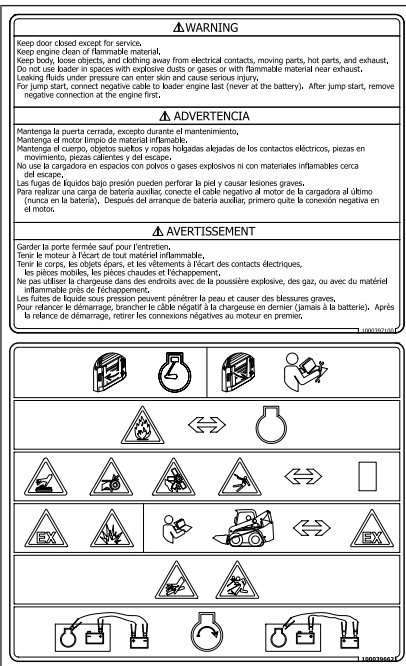 ⚠WARNING
Keep door closed except for service.
Keep engine clean of flammable material.
Keep body, loose objects, and clothing away from electrical contacts, moving parts, hot parts, and exhaust.
Do not use loader in spaces with explosive dusts or gases or with flammable material near exhaust.
Leaking fluids under pressure can enter skin and cause serious injury.
For jump start, connect negative cable to loader engine last (never at the battery). After jump start, remove
negative connection at the engine first.
⚠ ADVERTENCIA
Mantenga la puerta cerrada, excepto durante el mantenimiento.
Mantenga el motor limpio de material inflamable.
Mantenga el cuerpo, objetos sueltos y ropas holgadas alejadas de los contactos eléctricos, piezas en
movimiento, piezas calientes y del escape.
No use la cargadora en espacios con polvos o gases explosivos ni con materiales inflamables cerca
del escape.
Las fugas de líquidos bajo presión pueden perforar la piel y causar lesiones graves.
Para realizar una carga de batería auxiliar, conecte el cable negativo al motor de la cargadora al último
(nunca en la batería). Después del arranque de batería auxiliar, primero quite la conexión negativa en
el motor.
⚠ AVERTISSEMENT
Garder la porte fermée sauf pour l'entretien.
Tenir le moteur à l'écart de tout matériel inflammable.
Tenir le corps, les objets épars, et les vêtements à l'écart des contacts électriques,
les pièces mobiles, les pièces chaudes et l'échappement.
Ne pas utiliser la chargeuse dans des endroits avec de la poussière explosive, des gaz, ou avec du matériel
inflammable près de l'échappement.
Les fuites de liquide sous pression peuvent pénétrer la peau et causer des blessures graves.
Pour relancer le démarrage, brancher le câble négatif à la chargeuse en dernier (jamais à la batterie). Après
la relance de démarrage, retirer les connexions négatives au moteur en premier.
1000397100
EX
EX
1000396621